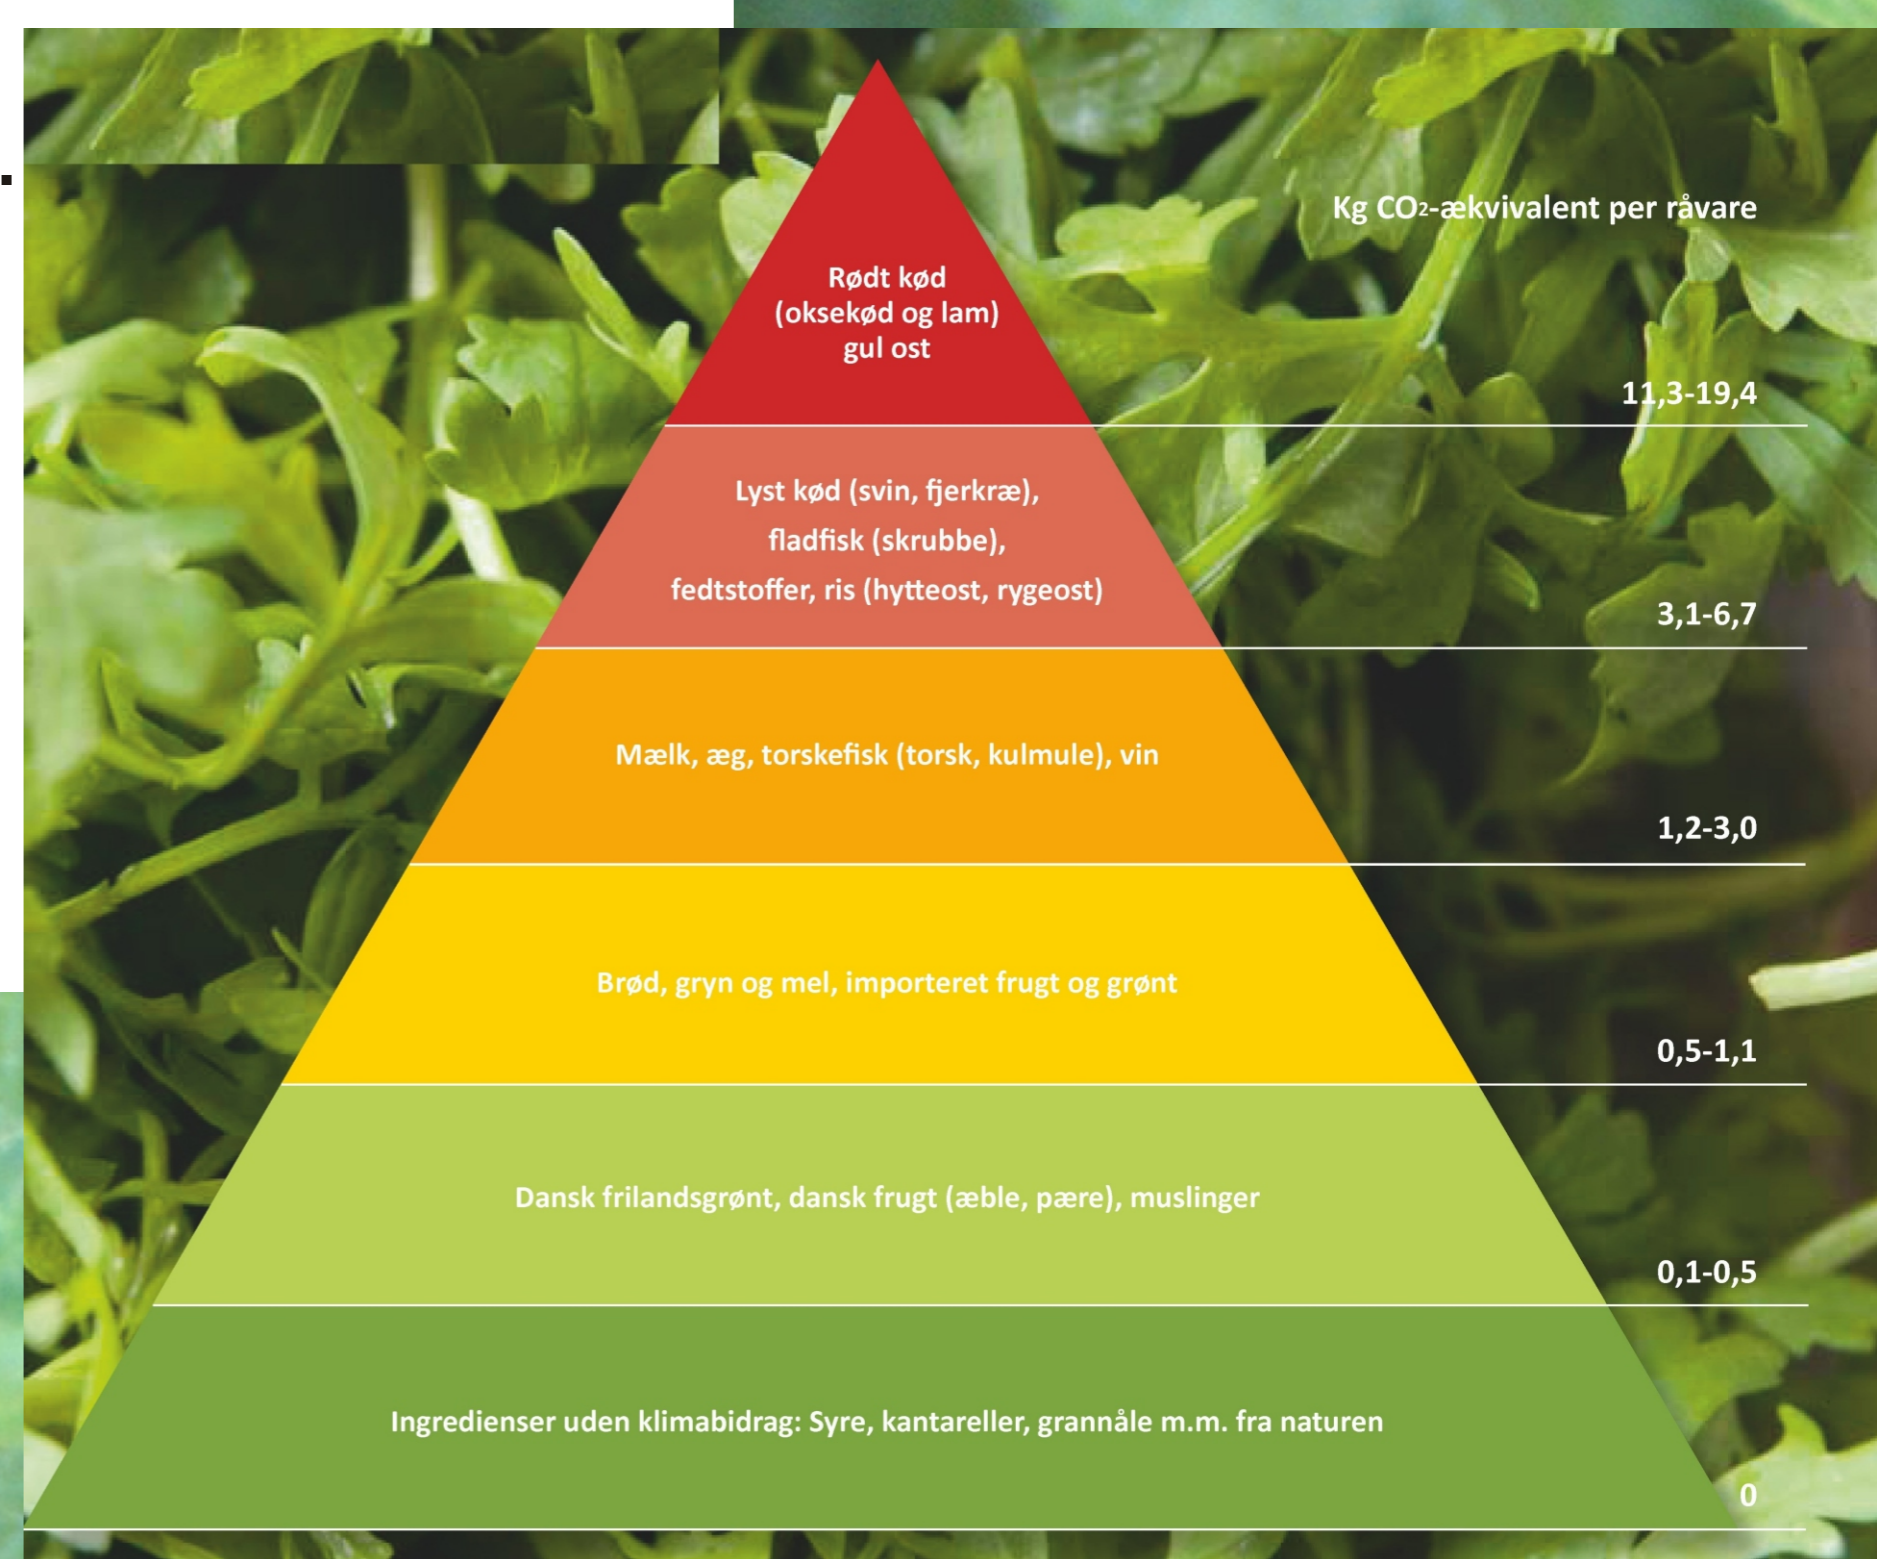 Kg CO2-ækvivalent per råvare
Rødt kød
(oksekød og lam)
gul ost
11,3-19,4
Lyst kød (svin, fjerkræ),
fladfisk (skrubbe),
fedtstoffer, ris (hytteost, rygeost)
3,1-6,7
Mælk, æg, torskefisk (torsk, kulmule), vin
1,2-3,0
Brød, gryn og mel, importeret frugt og grønt
0,5-1,1
Dansk frilandsgrønt, dansk frugt (æble, pære), muslinger
0,1-0,5
Ingredienser uden klimabidrag: Syre, kantareller, grannåle m.m. fra naturen
0